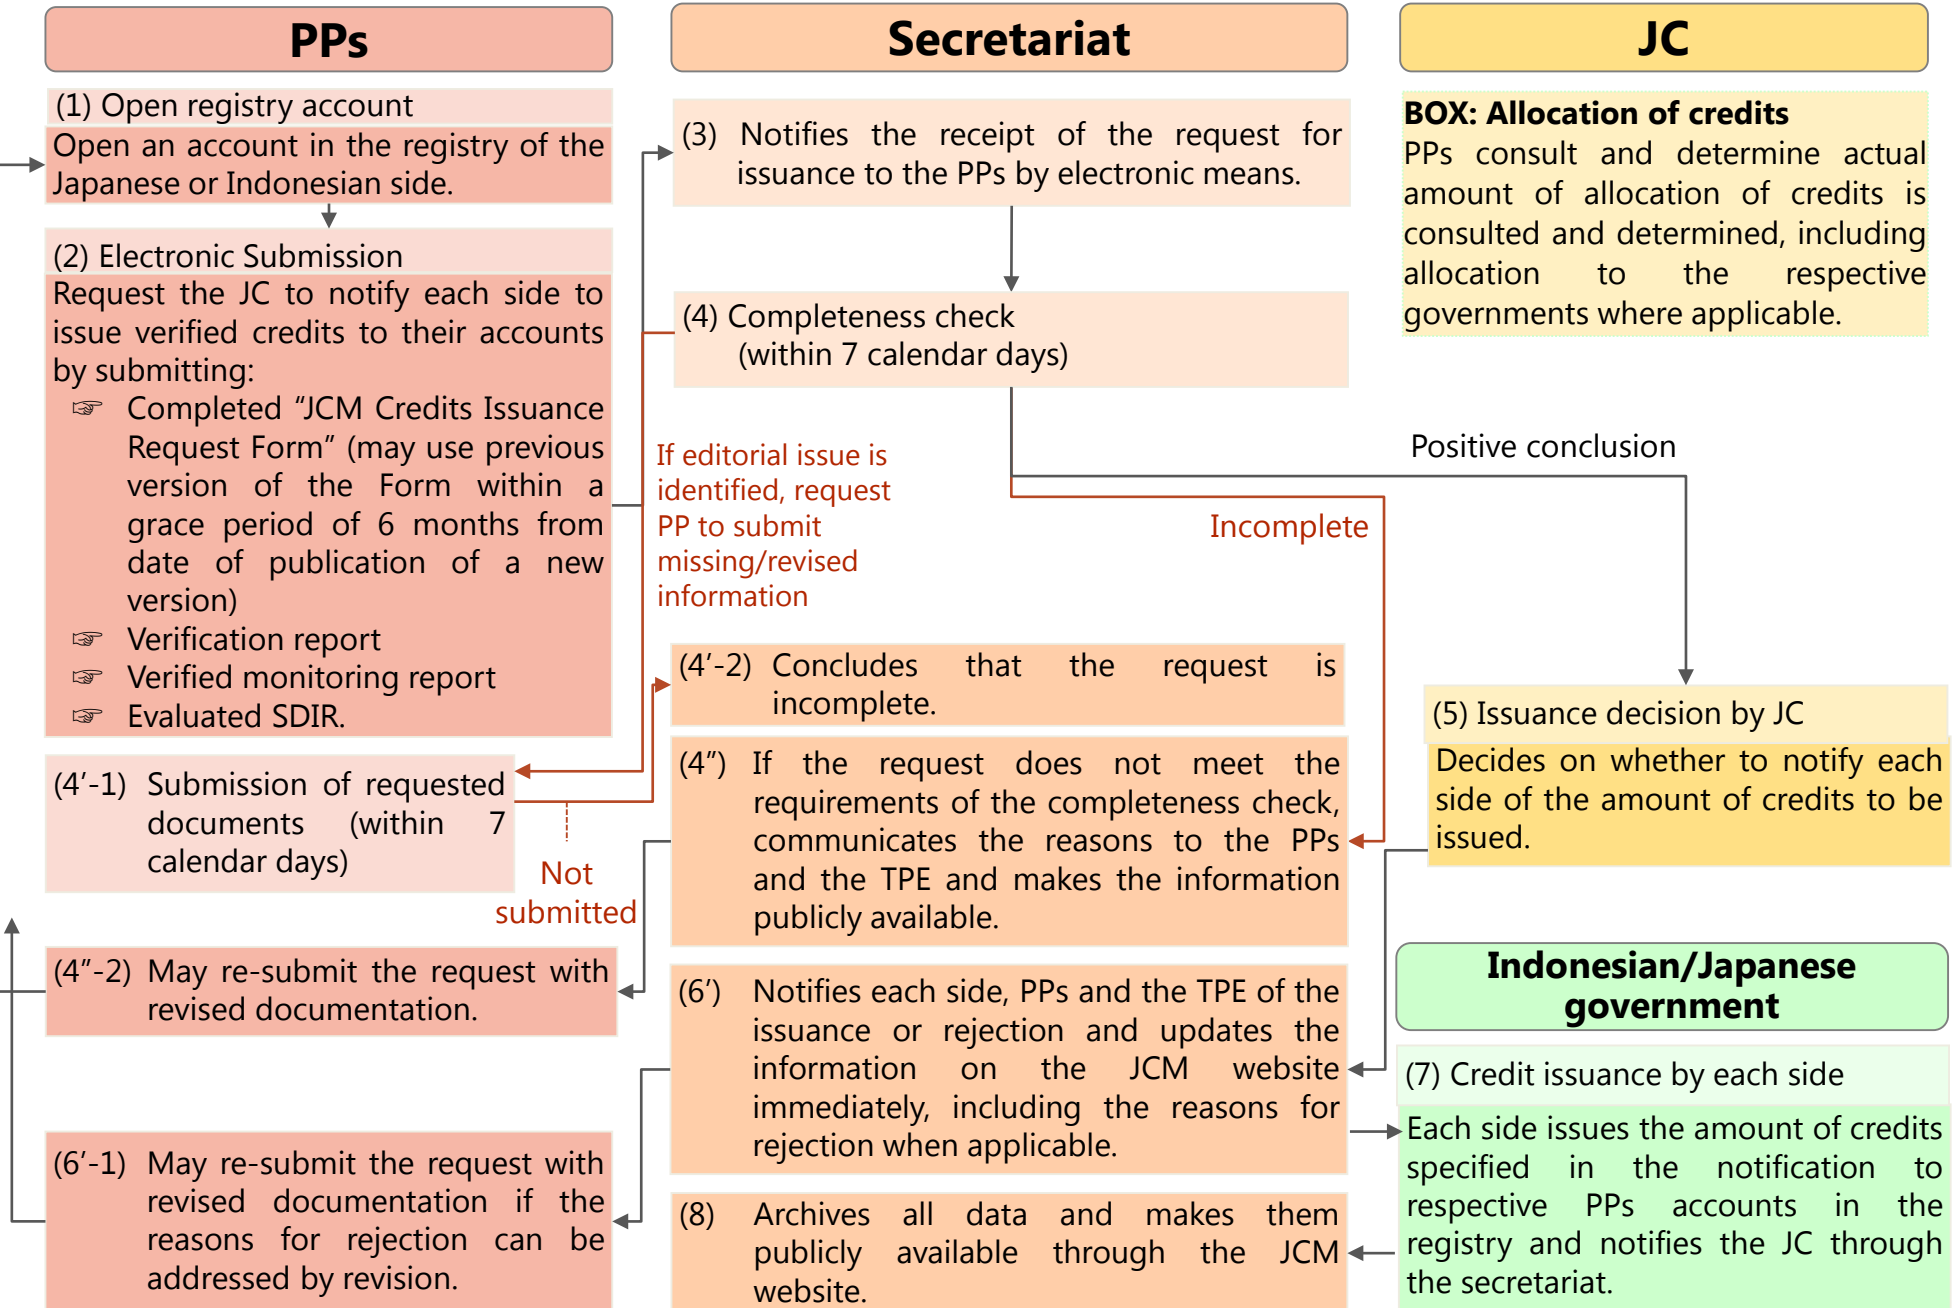 PPs
(1) Open registry account
Open an account in the registry of the
Japanese or Indonesian side.
(2) Electronic Submission
Request the JC to notify each side to
issue verified credits to their accounts
by submitting:
☞ Completed “JCM Credits Issuance
Request Form” (may use previous
version of the Form within a
grace period of 6 months from
date of publication of a new
version)
☞ Verification report
☞ Verified monitoring report
☞ Evaluated SDIR.
(4’-1) Submission of requested
documents (within 7
calendar days)
Not
submitted
(4”-2) May re-submit the request with
revised documentation.
(6’-1) May re-submit the request with
revised documentation if the
reasons for rejection can be
addressed by revision.
Secretariat
(3) Notifies the receipt of the request for
issuance to the PPs by electronic means.
(4) Completeness check
(within 7 calendar days)
If editorial issue is
identified, request
PP to submit
missing/revised
information
Incomplete
(4’-2) Concludes that the request is
incomplete.
(4”) If the request does not meet the
requirements of the completeness check,
communicates the reasons to the PPs
and the TPE and makes the information
publicly available.
(6’) Notifies each side, PPs and the TPE of the
issuance or rejection and updates the
information on the JCM website
immediately, including the reasons for
rejection when applicable.
(8) Archives all data and makes them
publicly available through the JCM
website.
JC
BOX: Allocation of credits
PPs consult and determine actual
amount of allocation of credits is
consulted and determined, including
allocation to the respective
governments where applicable.
Positive conclusion
(5) Issuance decision by JC
Decides on whether to notify each
side of the amount of credits to be
issued.
Indonesian/Japanese
government
(7) Credit issuance by each side
Each side issues the amount of credits
specified in the notification to
respective PPs accounts in the
registry and notifies the JC through
the secretariat.